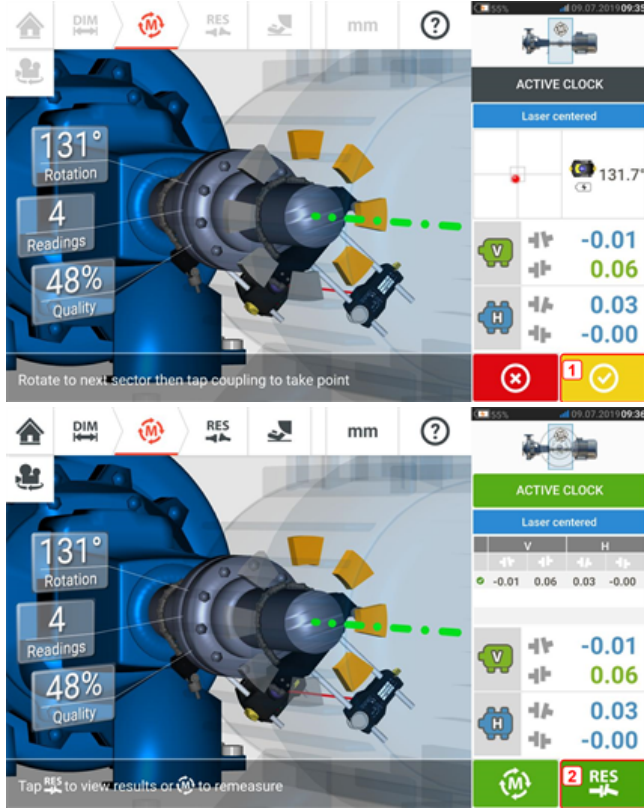 DIM
M
RES
mm
?
55%
09.07.2019 09:35
ACTIVE CLOCK
Laser centered
131°
Rotation
4
Readings
48%
Quality
131.7°
V
-0.01
0.06
H
0.03
-0.00
Rotate to next sector then tap coupling to take point
1
DIM
M
RES
mm
?
55%
09.07.2019 09:36
ACTIVE CLOCK
Laser centered
V H
-0.01 0.06 0.03 -0.00
131°
Rotation
4
Readings
48%
Quality
V
-0.01
0.06
H
0.03
-0.00
Tap RES to view results or M to remeasure
M
2
RES